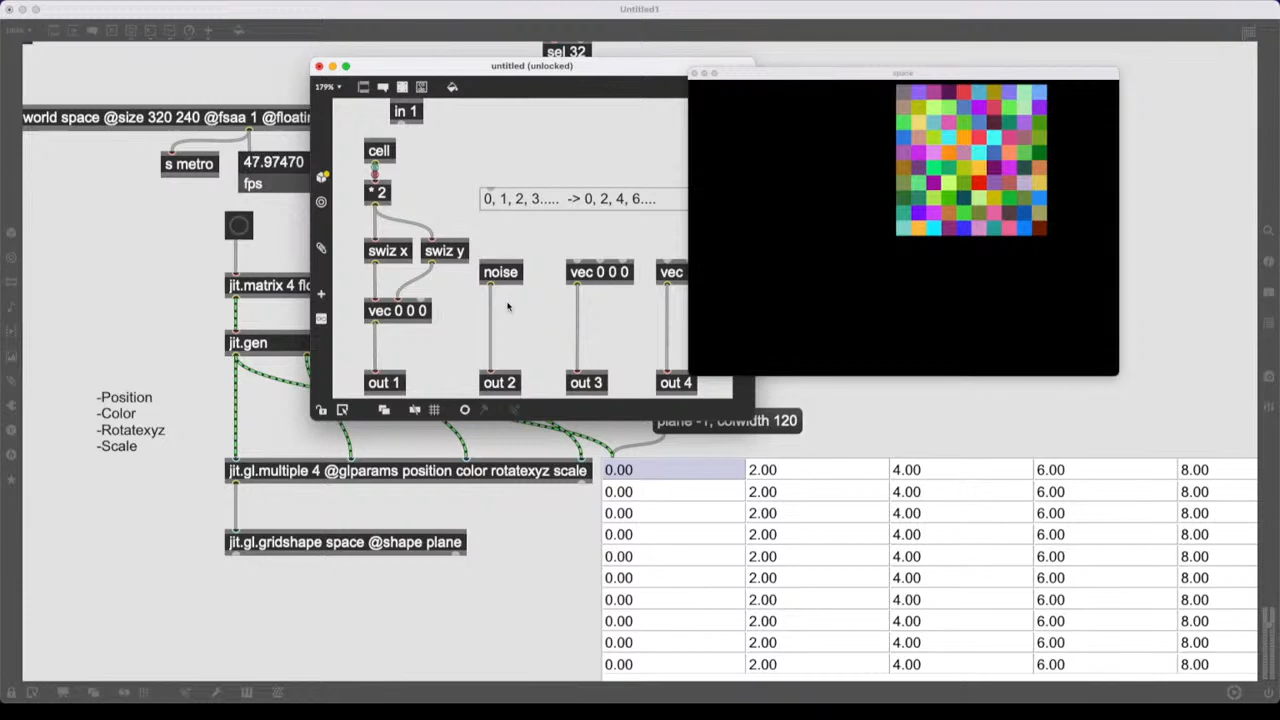 Untitled1
sel 32
untitled (unlocked)
space
179%
in 1
world space @size 320 240 @fsaa 1 @floatin
cell
s metro
47.97470
fps
* 2
0, 1, 2, 3..... -> 0, 2, 4, 6....
swiz x
swiz y
noise
vec 0 0 0
vec
jit.matrix 4 flo
vec 0 0 0
jit.gen
out 1
out 2
out 3
out 4
-Position
-Color
-Rotatexyz
-Scale
plane -1, colwidth 120
jit.gl.multiple 4 @glparams position color rotatexyz scale
jit.gl.gridshape space @shape plane
0.00 2.00 4.00 6.00 8.00
0.00 2.00 4.00 6.00 8.00
0.00 2.00 4.00 6.00 8.00
0.00 2.00 4.00 6.00 8.00
0.00 2.00 4.00 6.00 8.00
0.00 2.00 4.00 6.00 8.00
0.00 2.00 4.00 6.00 8.00
0.00 2.00 4.00 6.00 8.00
0.00 2.00 4.00 6.00 8.00
0.00 2.00 4.00 6.00 8.00